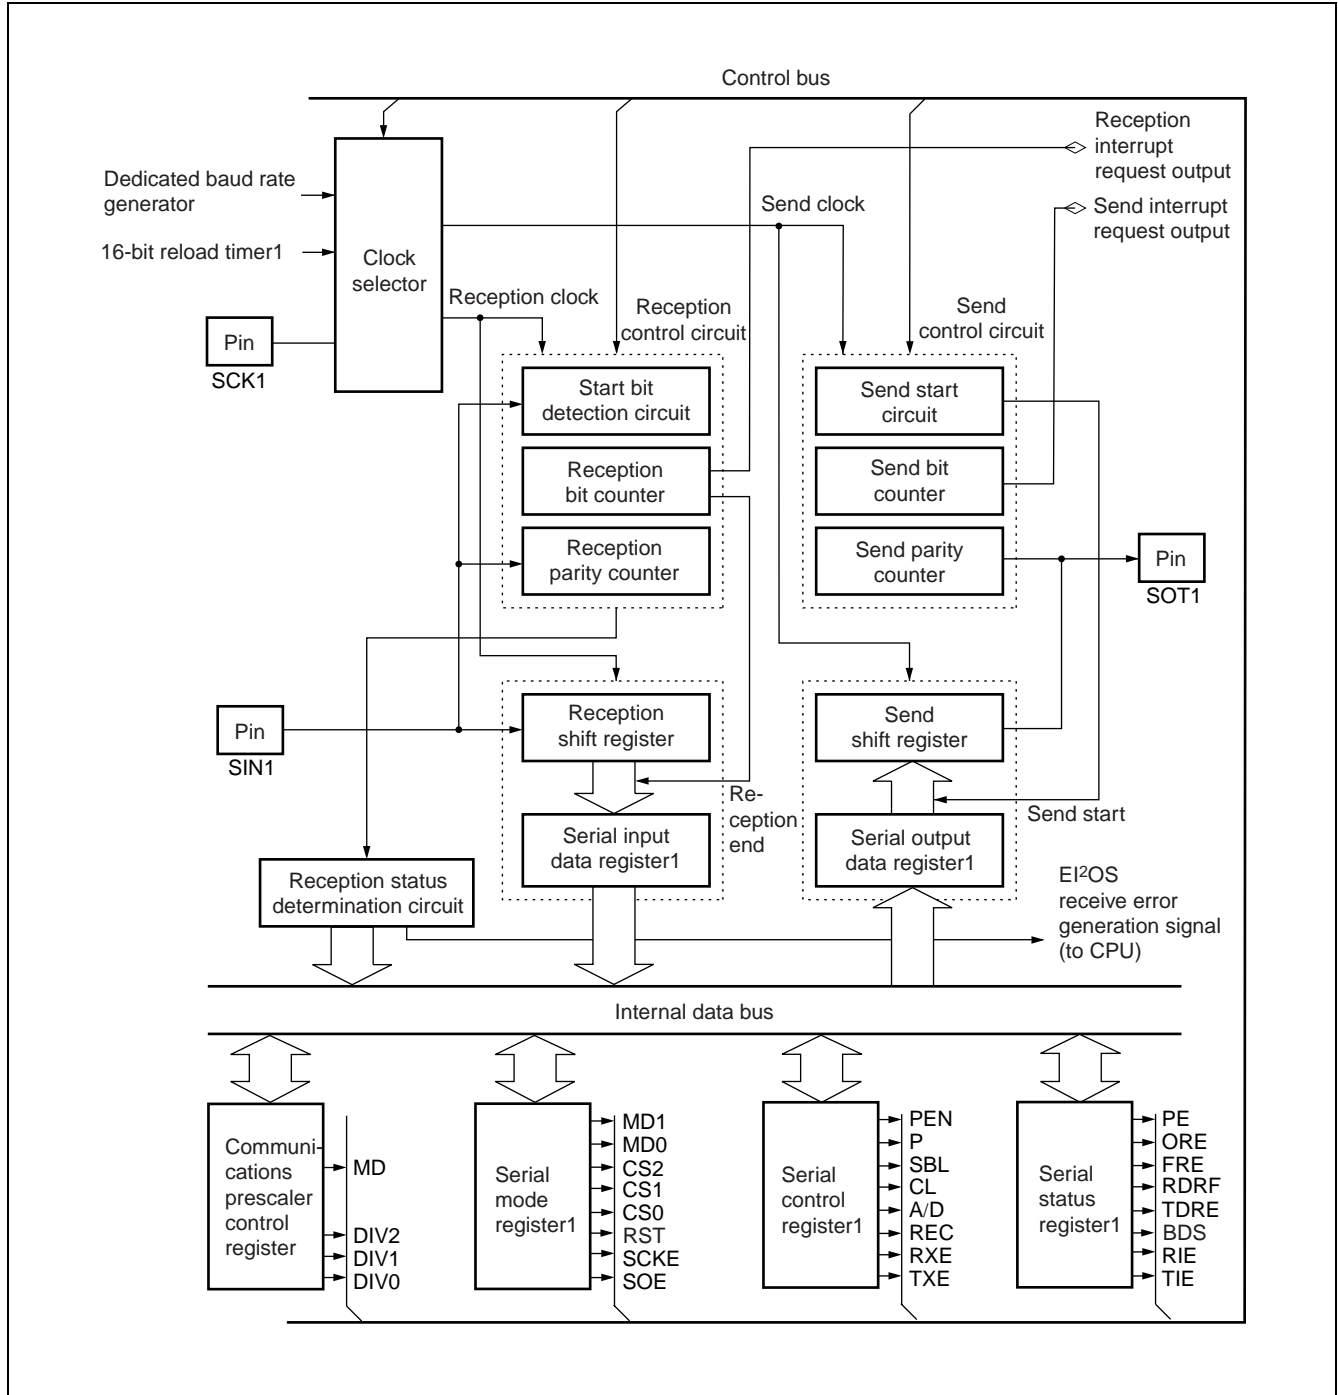 Control bus
Reception
interrupt
request output
Dedicated baud rate
generator
Send clock
Send interrupt
request output
16-bit reload timer1
Clock
selector
Reception clock
Reception
control circuit
Send
control circuit
Pin
SCK1
Start bit
detection circuit
Send start
circuit
Reception
bit counter
Send bit
counter
Reception
parity counter
Send parity
counter
Pin
SOT1
Pin
SIN1
Reception
shift register
Send
shift register
Re-
ception
end
Send start
Serial input
data register1
Serial output
data register1
Reception status
determination circuit
EI2OS
receive error
generation signal
(to CPU)
Internal data bus
Communi-
cations
prescaler
control
register
MD
DIV2
DIV1
DIV0
Serial
mode
register1
MD1
MD0
CS2
CS1
CS0
RST
SCKE
SOE
Serial
control
register1
PEN
P
SBL
CL
A/D
REC
RXE
TXE
Serial
status
register1
PE
ORE
FRE
RDRF
TDRE
BDS
RIE
TIE